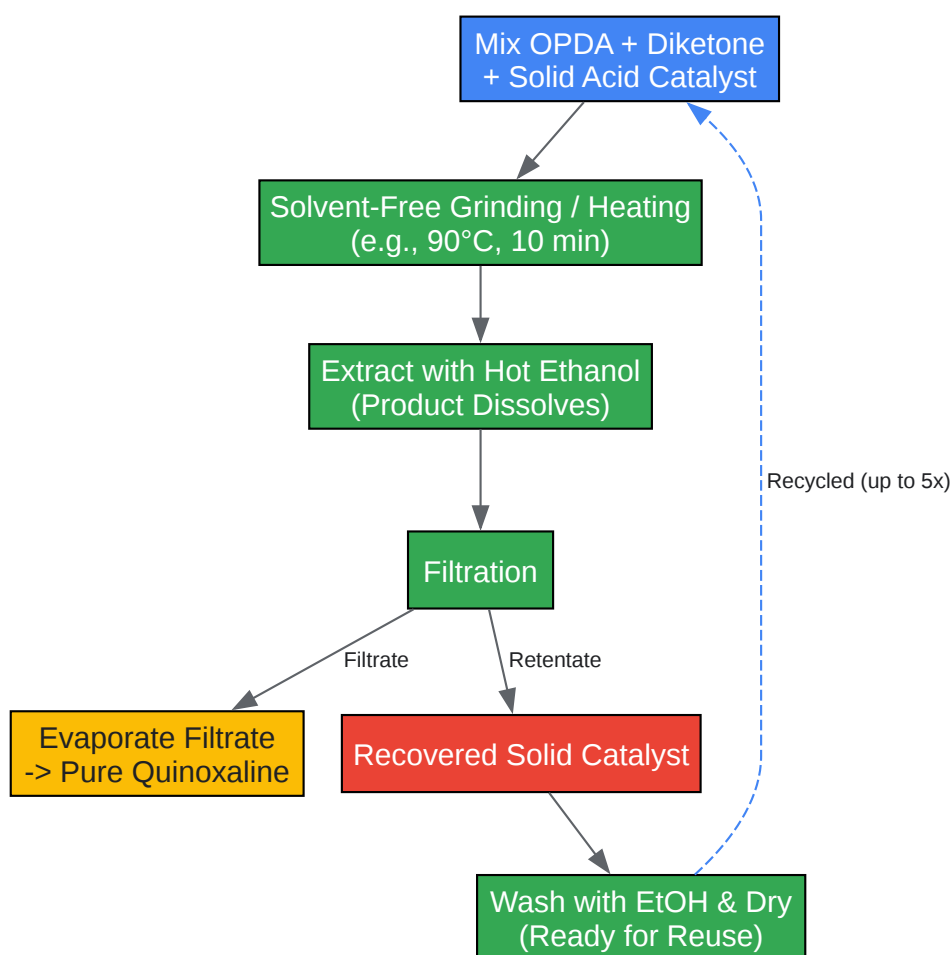 Mix OPDA + Diketone
+ Solid Acid Catalyst
Solvent-Free Grinding / Heating
(e.g., 90°C, 10 min)
Extract with Hot Ethanol
(Product Dissolves)
Recycled (up to 5x)
Filtration
Filtrate
Retentate
Evaporate Filtrate
-> Pure Quinoxaline
Recovered Solid Catalyst
Wash with EtOH & Dry
(Ready for Reuse)